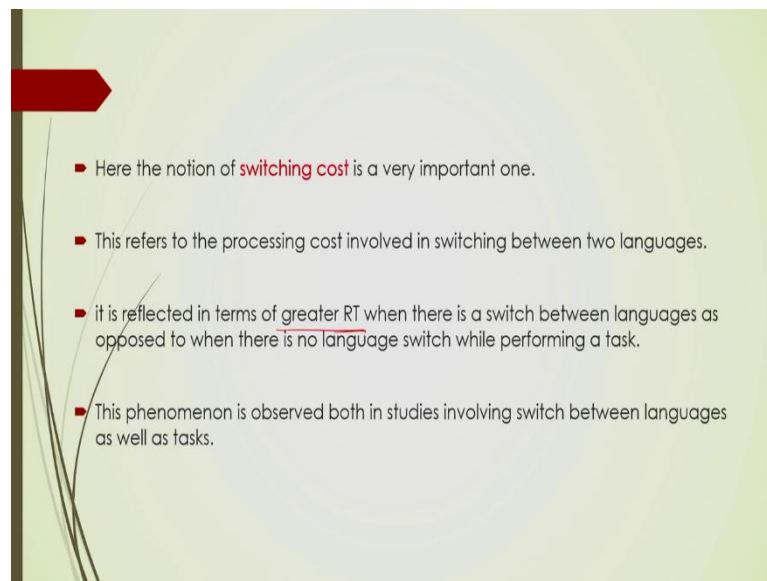 Here the notion of switching cost is a very important one.
This refers to the processing cost involved in switching between two languages.
it is reflected in terms of greater RT when there is a switch between languages as
opposed to when there is no language switch while performing a task.
This phenomenon is observed both in studies involving switch between languages
as well as tasks.